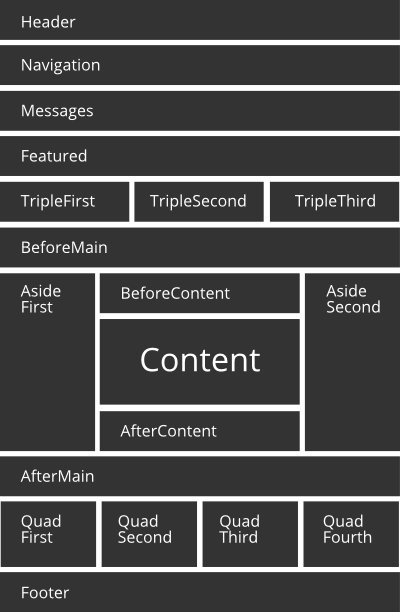 Header
Navigation
Messages
Featured
TripleFirst
TripleSecond
TripleThird
BeforeMain
Aside
First
BeforeContent
Content
AfterContent
Aside
Second
AfterMain
Quad
First
Quad
Second
Quad
Third
Quad
Fourth
Footer